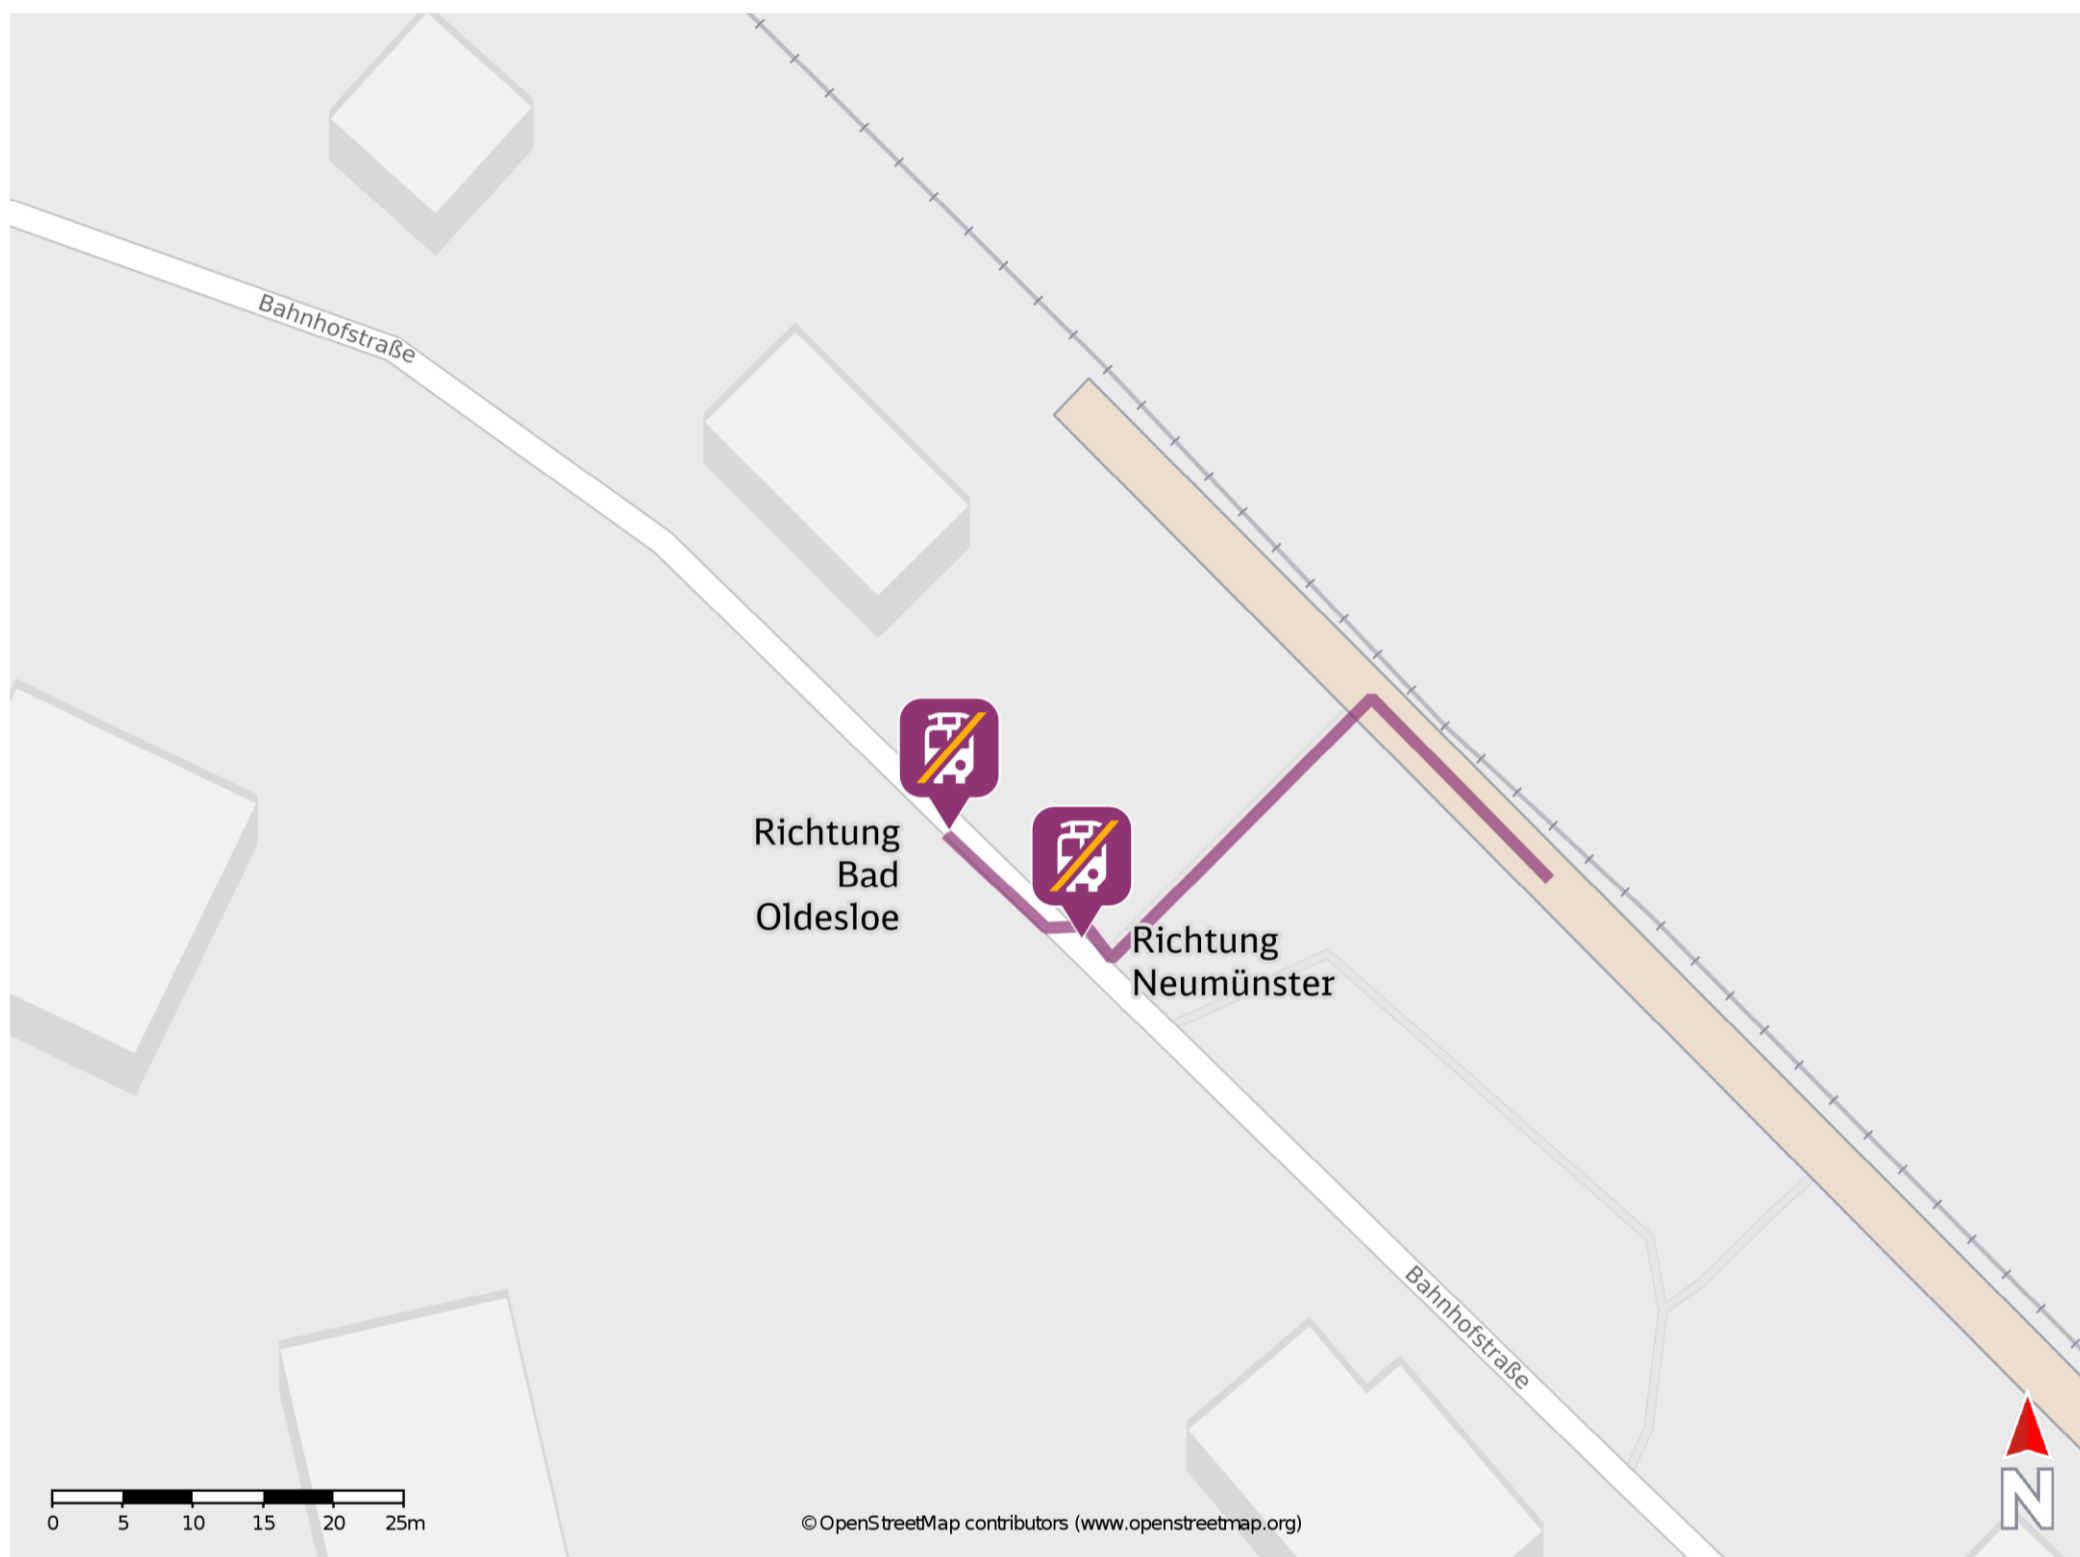 Bahnhofstraße
Richtung
Bad
Oldesloe
Richtung
Neumünster
Bahnhofstraße
0 5 10 15 20 25m
©OpenStreetMap contributors (www.openstreetmap.org)
N